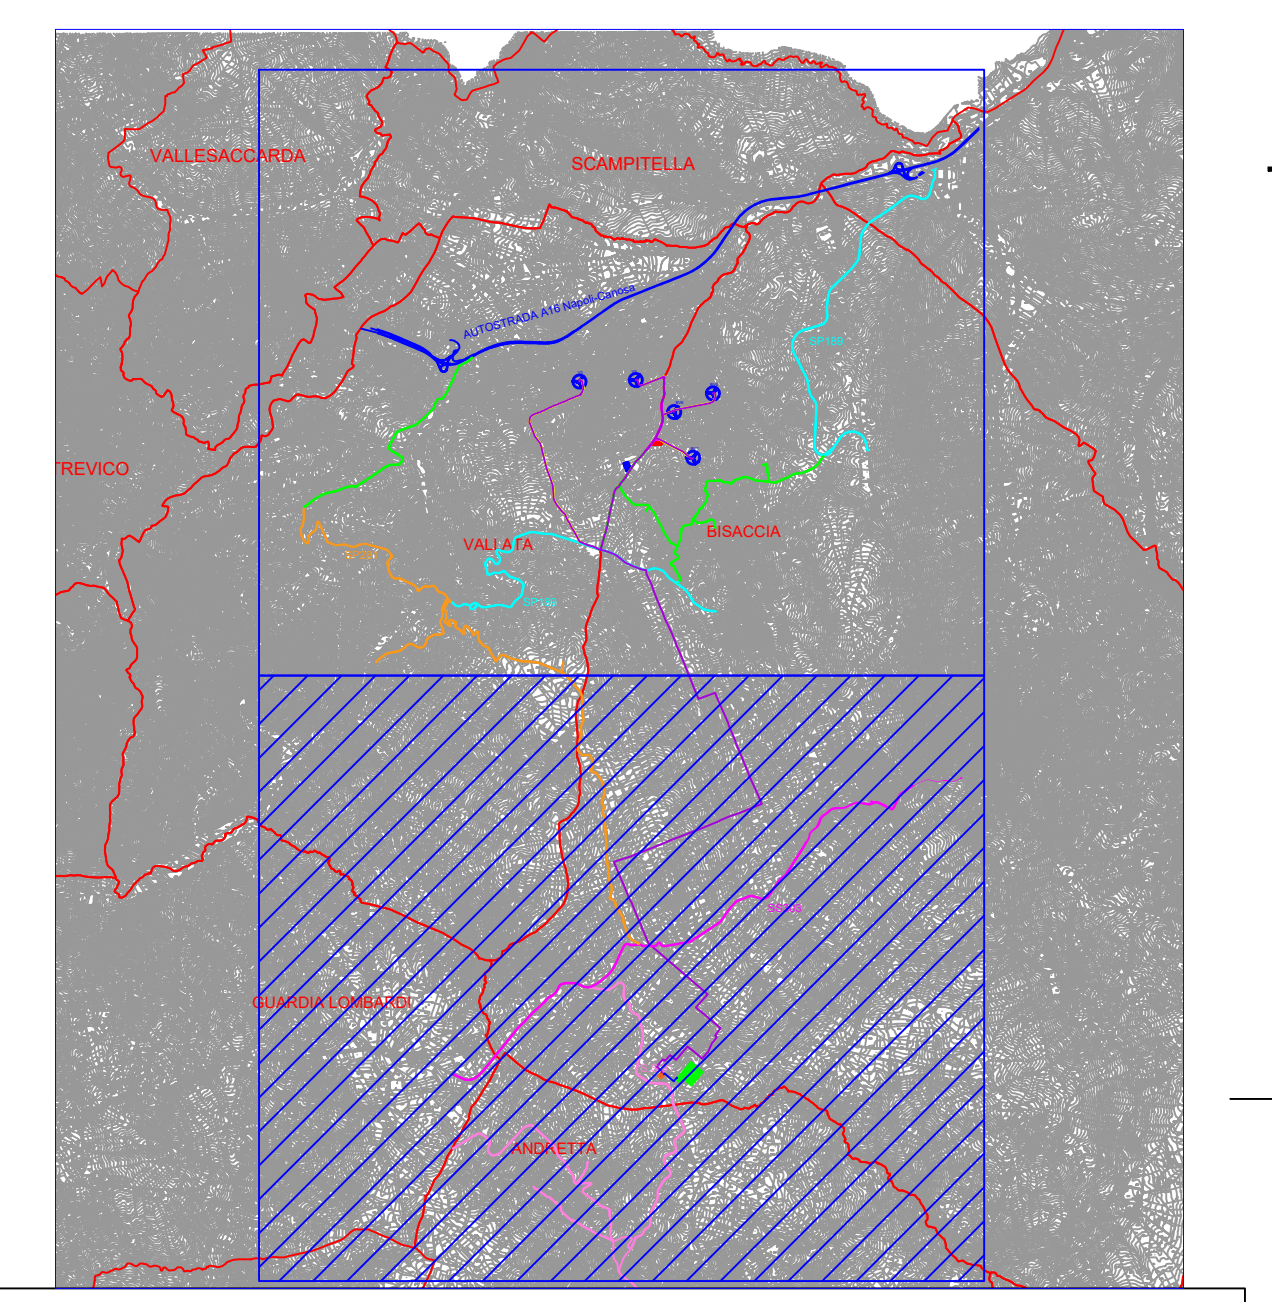 VALLESACCARDA
SCAMPITELLA
AUTOSTRADA A16 Napoli-Canosa
SP189
TREVICO
BISACCIA
VALLATA
GUARDIA LOMBARDI
ANDRETTA